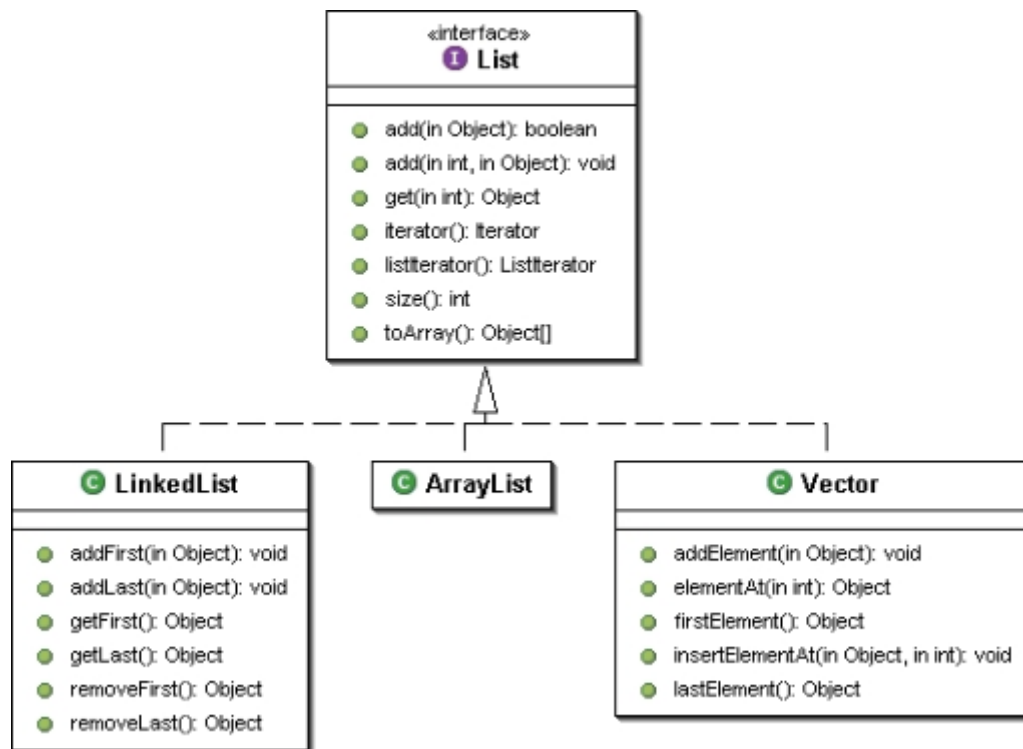 «interface»
I List
add(in Object): boolean
add(in int, in Object): void
get(in int): Object
iterator(): Iterator
listIterator(): ListIterator
size(): int
toArray(): Object[]
C LinkedList
addFirst(in Object): void
addLast(in Object): void
getFirst(): Object
getLast(): Object
removeFirst(): Object
removeLast(): Object
C ArrayList
C Vector
addElement(in Object): void
elementAt(in int): Object
firstElement(): Object
insertElementAt(in Object, in int): void
lastElement(): Object